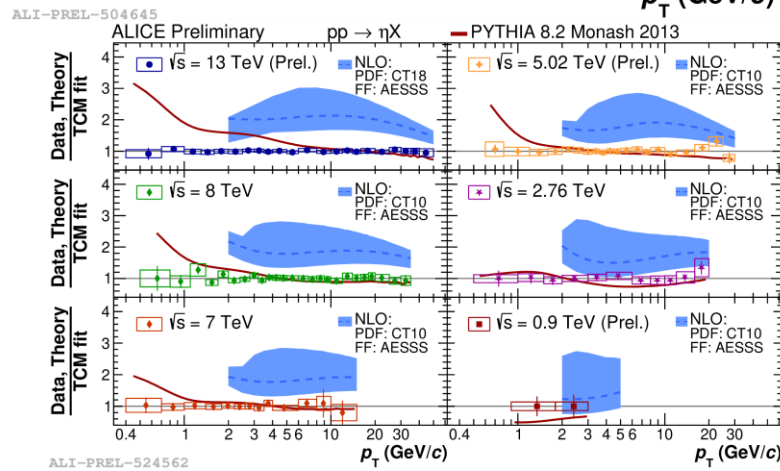 p_T (GeV/c)
ALI-PREL-504645
ALICE Preliminary pp → ηX PYTHIA 8.2 Monash 2013
Data, Theory
TCM fit
4
3
2
1
√s = 13 TeV (Prel.)
NLO:
PDF: CT18
FF: AESSS
√s = 5.02 TeV (Prel.)
NLO:
PDF: CT10
FF: AESSS
Data, Theory
TCM fit
4
3
2
1
√s = 8 TeV
NLO:
PDF: CT10
FF: AESSS
√s = 2.76 TeV
NLO:
PDF: CT10
FF: AESSS
Data, Theory
TCM fit
4
3
2
1
√s = 7 TeV
NLO:
PDF: CT10
FF: AESSS
√s = 0.9 TeV (Prel.)
NLO:
PDF: CT10
FF: AESSS
0.4 1 2 3 4 5 6 10 20 30 0.4 1 2 3 4 5 6 10 20 30
p_T (GeV/c) p_T (GeV/c)
ALI-PREL-524562